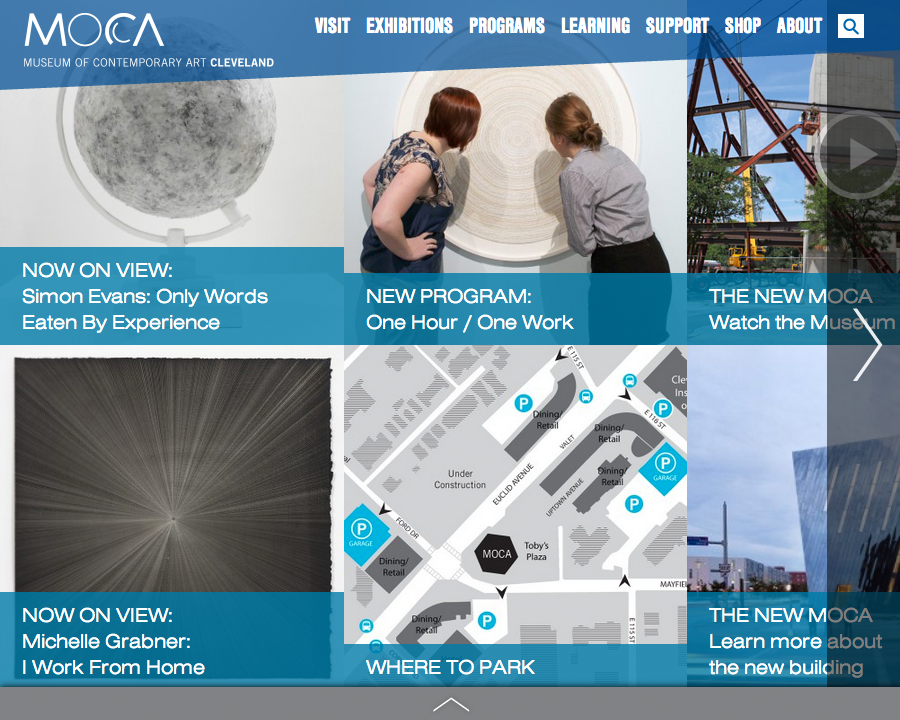 MOCA
MUSEUM OF CONTEMPORARY ART CLEVELAND
VISIT EXHIBITIONS PROGRAMS LEARNING SUPPORT SHOP ABOUT
NOW ON VIEW:
Simon Evans: Only Words
Eaten By Experience
NEW PROGRAM:
One Hour / One Work
THE NEW MOCA
Watch the Museum
NOW ON VIEW:
Michelle Grabner:
I Work From Home
E 115 ST
P
Dining/
Retail
Dining/
Retail
VALET
E 116 ST
P
P
GARAGE
Under
Construction
EUCLID AVENUE
UPTOWN AVENUE
Dining/
Retail
P
P
GARAGE
FORD DR
MOCA
Toby's
Plaza
Dining/
Retail
Dining/
Retail
P
E 115 ST
WHERE TO PARK
THE NEW MOCA
Learn more about
the new building